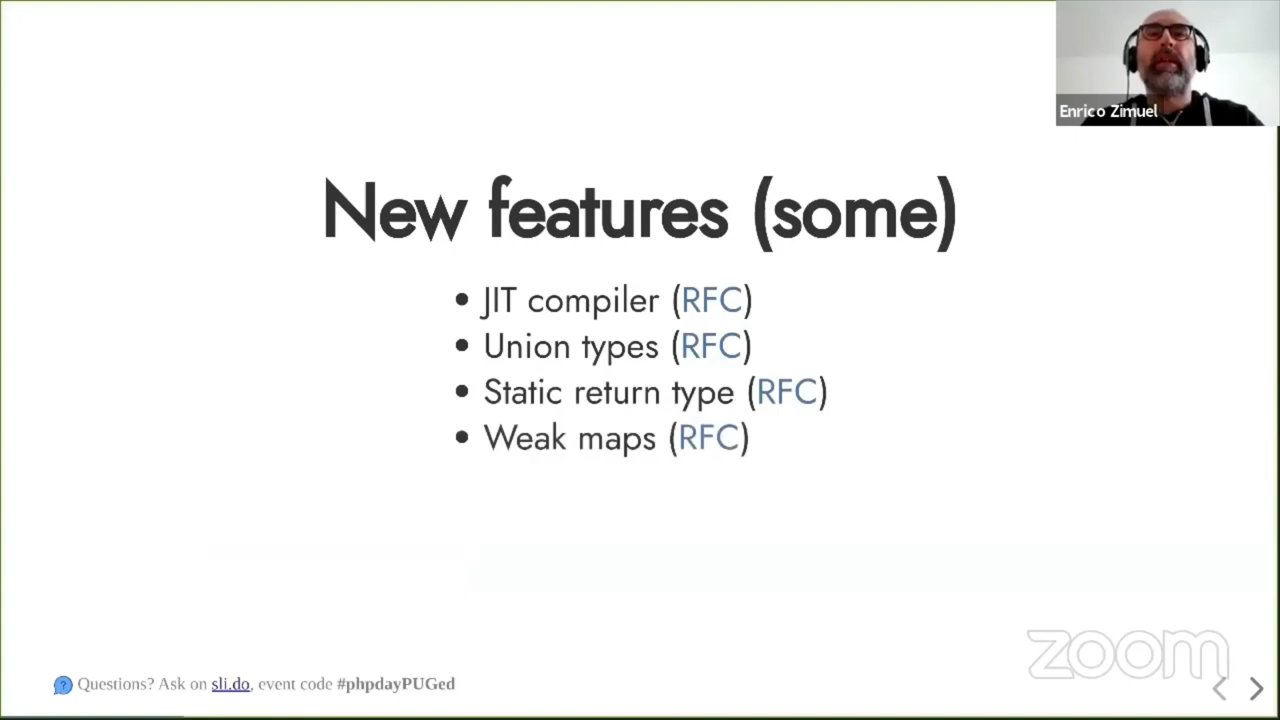 Enrico Zimuel
New features (some)
• JIT compiler (RFC)
• Union types (RFC)
• Static return type (RFC)
• Weak maps (RFC)
zoom
? Questions? Ask on sli.do, event code #phpdayPUGed